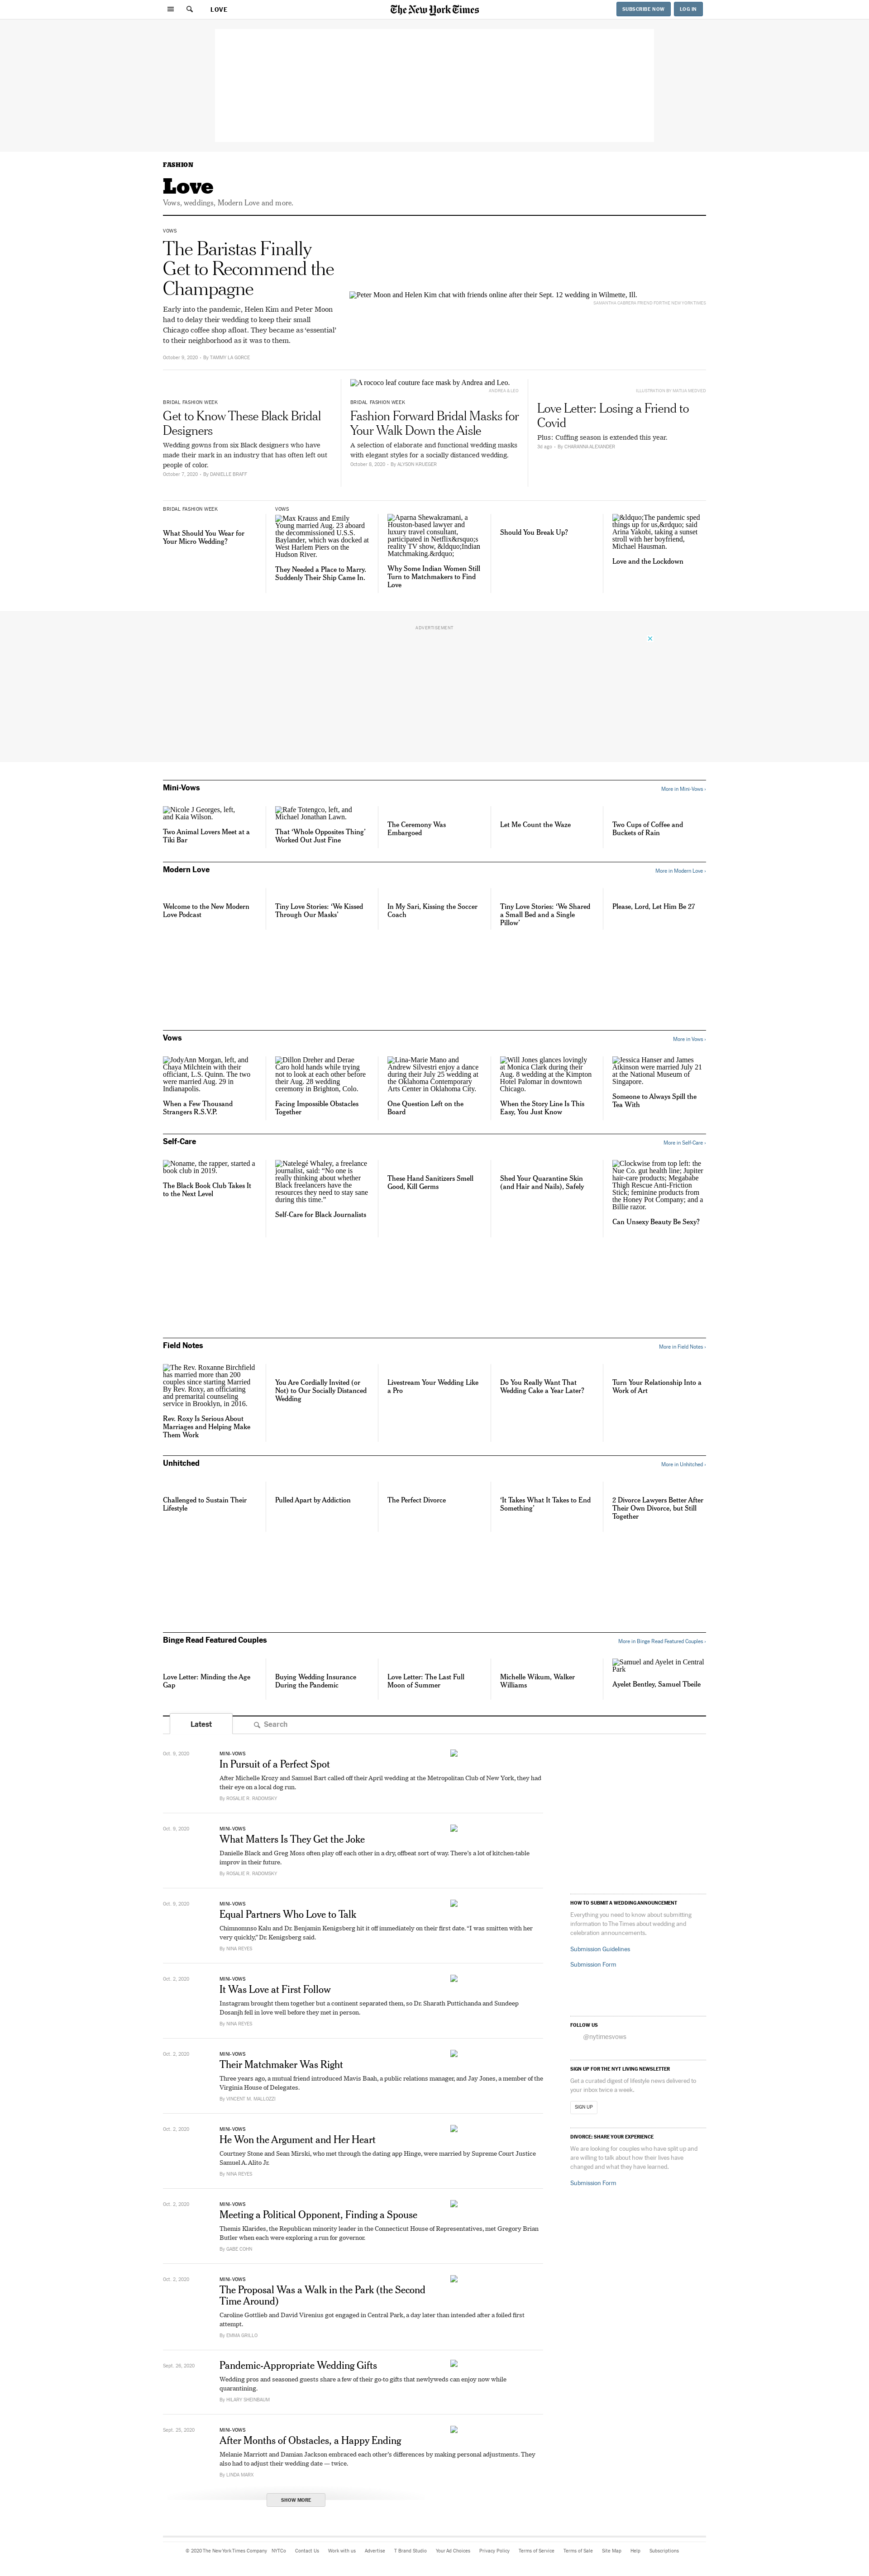 LOVE
The New York Times
SUBSCRIBE NOW
LOG IN
FASHION
Love
Vows, weddings, Modern Love and more.
VOWS
The Baristas Finally
Get to Recommend the
Champagne
Early into the pandemic, Helen Kim and Peter Moon
had to delay their wedding to keep their small
Chicago coffee shop afloat. They became as ‘essential’
to their neighborhood as it was to them.
October 9, 2020 - By TAMMY LA GORCE
Peter Moon and Helen Kim chat with friends online after their Sept. 12 wedding in Wilmette, Ill.
SAMANTHA CABRERA FRIEND FOR THE NEW YORK TIMES
BRIDAL FASHION WEEK
Get to Know These Black Bridal
Designers
Wedding gowns from six Black designers who have
made their mark in an industry that has often left out
people of color.
October 7, 2020 - By DANIELLE BRAFF
A rococo leaf couture face mask by Andrea and Leo.
ANDREA & LEO
BRIDAL FASHION WEEK
Fashion Forward Bridal Masks for
Your Walk Down the Aisle
A selection of elaborate and functional wedding masks
with elegant styles for a socially distanced wedding.
October 8, 2020 - By ALYSON KRUEGER
ILLUSTRATION BY NATHA MEDVED
Love Letter: Losing a Friend to
Covid
Plus: Cuffing season is extended this year.
9d ago - By CHARANNA ALEXANDER
BRIDAL FASHION WEEK
What Should You Wear for
Your Micro Wedding?
VOWS
Max Krauss and Emily
Young married Aug. 23 aboard
the decommissioned U.S.S.
Baylander, which was docked at
West Harlem Piers on the
Hudson River.
They Needed a Place to Marry.
Suddenly Their Ship Came In.
Aparna Shewakramani, a
Houston-based lawyer and
luxury travel consultant,
participated in Netflix&rsquo;s
reality TV show, &ldquo;Indian
Matchmaking.&rdquo;
Why Some Indian Women Still
Turn to Matchmakers to Find
Love
Should You Break Up?
&ldquo;The pandemic sped
things up for us,&rdquo; said
Arina Yakobi, taking a sunset
stroll with her boyfriend,
Michael Hausman.
Love and the Lockdown
ADVERTISEMENT
Mini-Vows
More in Mini-Vows ›
Nicole J Georges, left,
and Kaia Wilson.
Two Animal Lovers Meet at a
Tiki Bar
Rafe Totengco, left, and
Michael Jonathan Lawn.
That ‘Whole Opposites Thing’
Worked Out Just Fine
The Ceremony Was
Embargoed
Let Me Count the Waze
Two Cups of Coffee and
Buckets of Rain
Modern Love
More in Modern Love ›
Welcome to the New Modern
Love Podcast
Tiny Love Stories: ‘We Kissed
Through Our Masks’
In My Sari, Kissing the Soccer
Coach
Tiny Love Stories: ‘We Shared
a Small Bed and a Single
Pillow’
Please, Lord, Let Him Be 27
Vows
More in Vows ›
JodyAnn Morgan, left, and
Chaya Milchtein with their
officiant, L.S. Quinn. The two
were married Aug. 29 in
Indianapolis.
When a Few Thousand
Strangers R.S.V.P.
Dillon Dreher and Derae
Caro hold hands while trying
not to look at each other before
their Aug. 28 wedding
ceremony in Brighton, Colo.
Facing Impossible Obstacles
Together
Lina-Marie Mano and
Andrew Silvestri enjoy a dance
during their July 25 wedding at
the Oklahoma Contemporary
Arts Center in Oklahoma City.
One Question Left on the
Board
Will Jones glances lovingly
at Monica Clark during their
Aug. 8 wedding at the Kimpton
Hotel Palomar in downtown
Chicago.
When the Story Line Is This
Easy, You Just Know
Jessica Hanser and James
Atkinson were married July 21
at the National Museum of
Singapore.
Someone to Always Spill the
Tea With
Self-Care
More in Self-Care ›
Noname, the rapper, started a
book club in 2019.
The Black Book Club Takes It
to the Next Level
Natelegé Whaley, a freelance
journalist, said: “No one is
really thinking about whether
Black freelancers have the
resources they need to stay sane
during this time.”
Self-Care for Black Journalists
These Hand Sanitizers Smell
Good, Kill Germs
Shed Your Quarantine Skin
(and Hair and Nails), Safely
Clockwise from top left: the
Nue Co. gut health line; Jupiter
hair-care products; Megababe
Thigh Rescue Anti-Friction
Stick; feminine products from
the Honey Pot Company; and a
Billie razor.
Can Unsexy Beauty Be Sexy?
Field Notes
More in Field Notes ›
The Rev. Roxanne Birchfield
has married more than 200
couples since starting Married
By Rev. Roxy, an officiating
and premarital counseling
service in Brooklyn, in 2016.
Rev. Roxy Is Serious About
Marriages and Helping Make
Them Work
You Are Cordially Invited (or
Not) to Our Socially Distanced
Wedding
Livestream Your Wedding Like
a Pro
Do You Really Want That
Wedding Cake a Year Later?
Turn Your Relationship Into a
Work of Art
Unhitched
More in Unhitched ›
Challenged to Sustain Their
Lifestyle
Pulled Apart by Addiction
The Perfect Divorce
‘It Takes What It Takes to End
Something’
2 Divorce Lawyers Better After
Their Own Divorce, but Still
Together
Binge Read Featured Couples
More in Binge Read Featured Couples ›
Love Letter: Minding the Age
Gap
Buying Wedding Insurance
During the Pandemic
Love Letter: The Last Full
Moon of Summer
Michelle Wikum, Walker
Williams
Samuel and Ayelet in Central
Park
Ayelet Bentley, Samuel Tbeile
Latest
Search
Oct. 9, 2020
MINI-VOWS
In Pursuit of a Perfect Spot
After Michelle Krozy and Samuel Bart called off their April wedding at the Metropolitan Club of New York, they had
their eye on a local dog run.
By ROSALIE R. RADOMSKY
Oct. 9, 2020
MINI-VOWS
What Matters Is They Get the Joke
Danielle Black and Greg Moss often play off each other in a dry, offbeat sort of way. There's a lot of kitchen-table
improv in their future.
By ROSALIE R. RADOMSKY
Oct. 9, 2020
MINI-VOWS
Equal Partners Who Love to Talk
Chimnomnso Kalu and Dr. Benjamin Kenigsberg hit it off immediately on their first date. “I was smitten with her
very quickly,” Dr. Kenigsberg said.
By NINA REYES
Oct. 2, 2020
MINI-VOWS
It Was Love at First Follow
Instagram brought them together but a continent separated them, so Dr. Sharath Puttichanda and Sundeep
Dosanjh fell in love well before they met in person.
By NINA REYES
Oct. 2, 2020
MINI-VOWS
Their Matchmaker Was Right
Three years ago, a mutual friend introduced Mavis Baah, a public relations manager, and Jay Jones, a member of the
Virginia House of Delegates.
By VINCENT M. MALLOZZI
Oct. 2, 2020
MINI-VOWS
He Won the Argument and Her Heart
Courtney Stone and Sean Mirski, who met through the dating app Hinge, were married by Supreme Court Justice
Samuel A. Alito Jr.
By NINA REYES
Oct. 2, 2020
MINI-VOWS
Meeting a Political Opponent, Finding a Spouse
Themis Klarides, the Republican minority leader in the Connecticut House of Representatives, met Gregory Brian
Butler when each were exploring a run for governor.
By GABE COHN
Oct. 2, 2020
MINI-VOWS
The Proposal Was a Walk in the Park (the Second
Time Around)
Caroline Gottlieb and David Virenius got engaged in Central Park, a day later than intended after a foiled first
attempt.
By EMMA GRILLO
Sept. 26, 2020
Pandemic-Appropriate Wedding Gifts
Wedding pros and seasoned guests share a few of their go-to gifts that newlyweds can enjoy now while
quarantining.
By HILARY SHEINBAUM
Sept. 25, 2020
MINI-VOWS
After Months of Obstacles, a Happy Ending
Melanie Marriott and Damian Jackson embraced each other's differences by making personal adjustments. They
also had to adjust their wedding date — twice.
By LINDA MARX
SHOW MORE
HOW TO SUBMIT A WEDDING ANNOUNCEMENT
Everything you need to know about submitting
information to The Times about wedding and
celebration announcements.
Submission Guidelines
Submission Form
FOLLOW US
@nytimesvows
SIGN UP FOR THE NYT LIVING NEWSLETTER
Get a curated digest of lifestyle news delivered to
your inbox twice a week.
SIGN UP
DIVORCE: SHARE YOUR EXPERIENCE
We are looking for couples who have split up and
are willing to talk about how their lives have
changed and what they have learned.
Submission Form
© 2020 The New York Times Company NYTCo Contact Us Work with us Advertise T Brand Studio Your Ad Choices Privacy Policy Terms of Service Terms of Sale Site Map Help Subscriptions